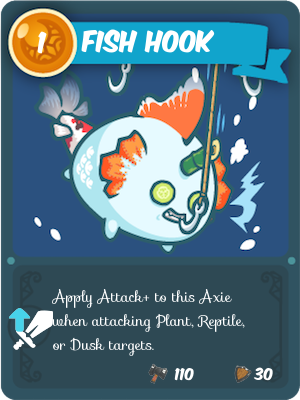 1 FISH HOOK
Apply Attack+ to this Axie
when attacking Plant, Reptile,
or Dusk targets.
110 30